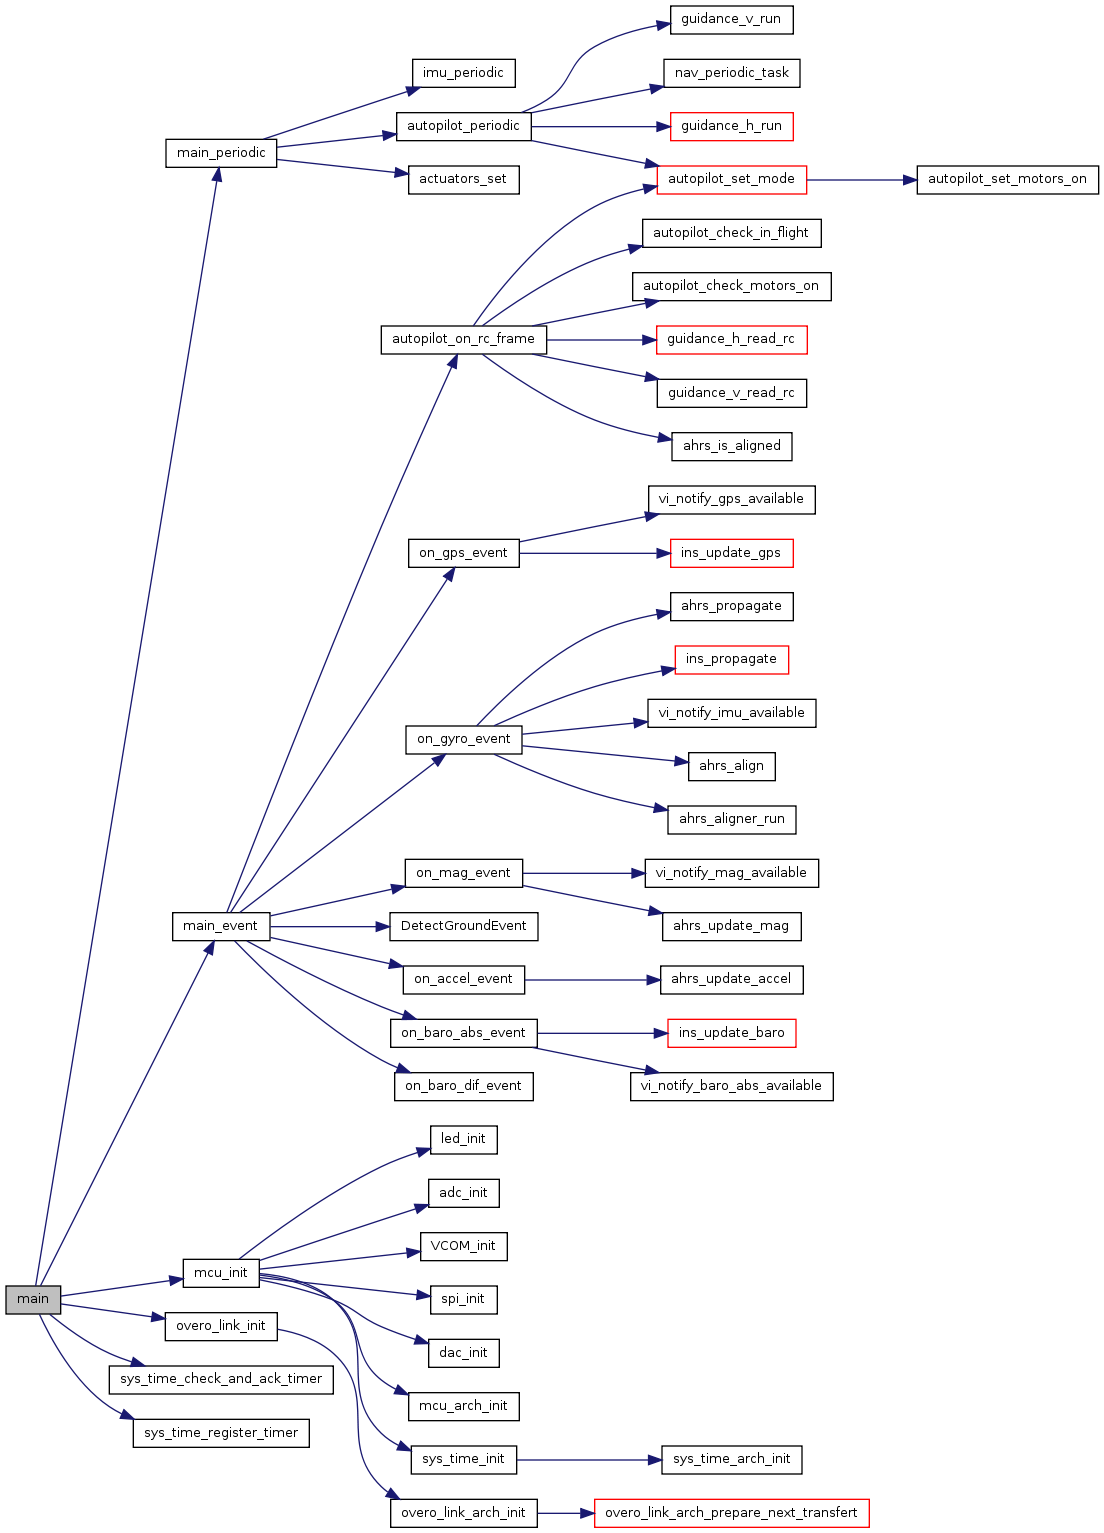 guidance_v_run
imu_periodic
nav_periodic_task
autopilot_periodic
guidance_h_run
main_periodic
actuators_set
autopilot_set_mode
autopilot_set_motors_on
autopilot_check_in_flight
autopilot_check_motors_on
autopilot_on_rc_frame
guidance_h_read_rc
guidance_v_read_rc
ahrs_is_aligned
vi_notify_gps_available
on_gps_event
ins_update_gps
ahrs_propagate
ins_propagate
vi_notify_imu_available
on_gyro_event
ahrs_align
ahrs_aligner_run
on_mag_event
vi_notify_mag_available
main_event
DetectGroundEvent
ahrs_update_mag
on_accel_event
ahrs_update_accel
on_baro_abs_event
ins_update_baro
on_baro_dif_event
vi_notify_baro_abs_available
led_init
adc_init
VCOM_init
mcu_init
main
spi_init
overo_link_init
dac_init
sys_time_check_and_ack_timer
mcu_arch_init
sys_time_register_timer
sys_time_init
sys_time_arch_init
overo_link_arch_init
overo_link_arch_prepare_next_transfert